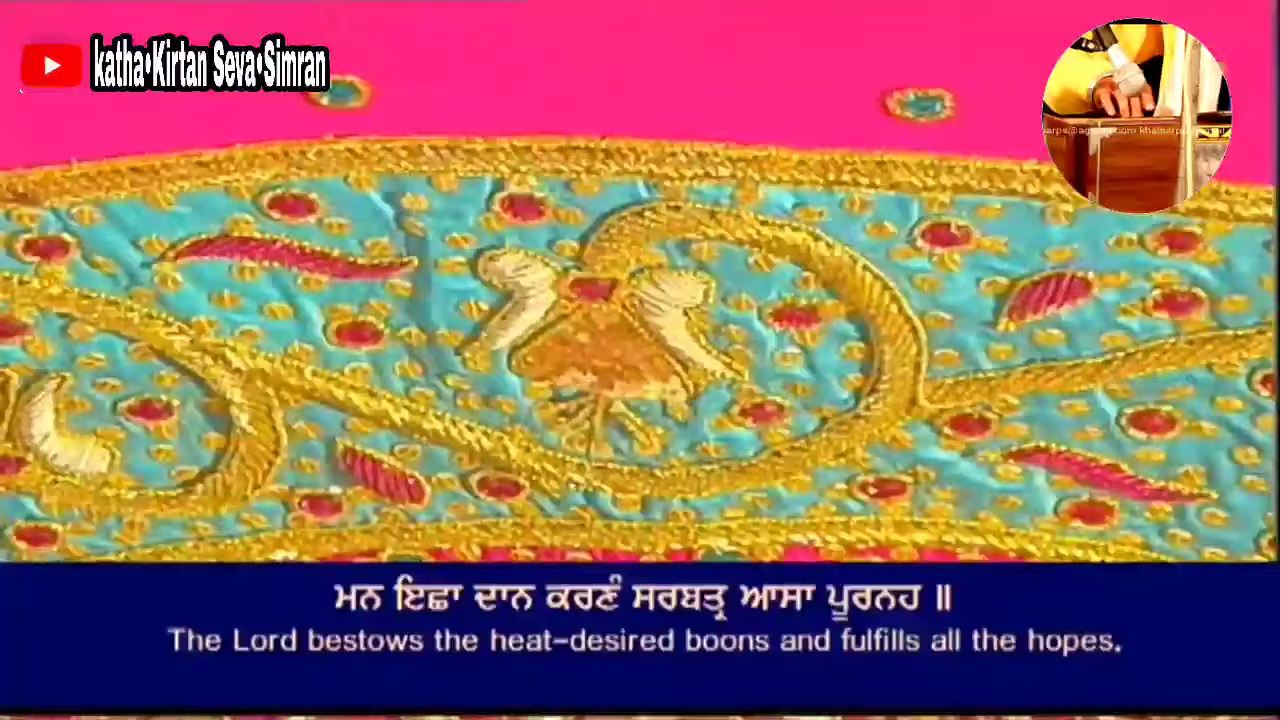 katha•Kirtan Seva•Simran
ਮਨ ਇਛਾ ਦਾਨ ਕਰਣੰ ਸਰਬਤ੍ਰ ਆਸਾ ਪੂਰਨਹ ॥
The Lord bestows the heat-desired boons and fulfills all the hopes.